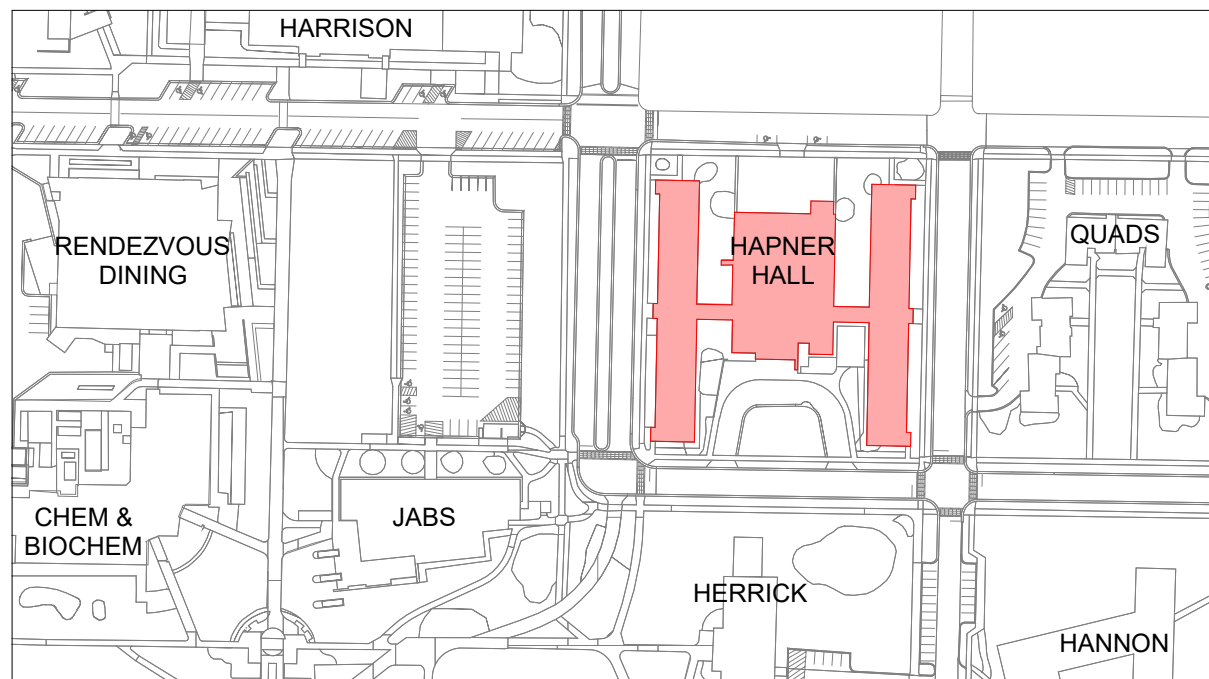 HARRISON
RENDEZVOUS
DINING
HAPNER
HALL
QUADS
CHEM &
BIOCHEM
JABS
HERRICK
HANNON